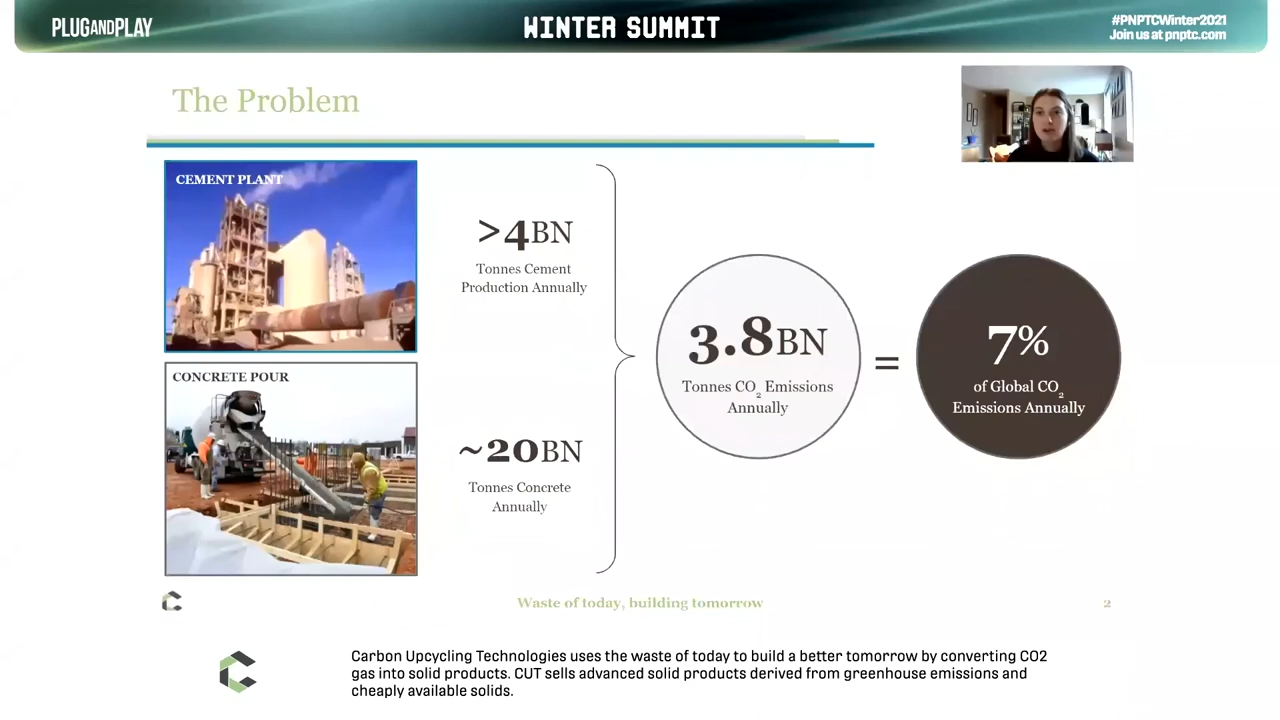 PLUGANDPLAY
WINTER SUMMIT
#PNPTCWinter2021
Join us at pnptc.com
The Problem
CEMENT PLANT
>4BN
Tonnes Cement
Production Annually
CONCRETE POUR
~20BN
Tonnes Concrete
Annually
3.8BN
Tonnes CO2 Emissions
Annually
=
7%
of Global CO2
Emissions Annually
Waste of today, building tomorrow
2
Carbon Upcycling Technologies uses the waste of today to build a better tomorrow by converting CO2
gas into solid products. CUT sells advanced solid products derived from greenhouse emissions and
cheaply available solids.